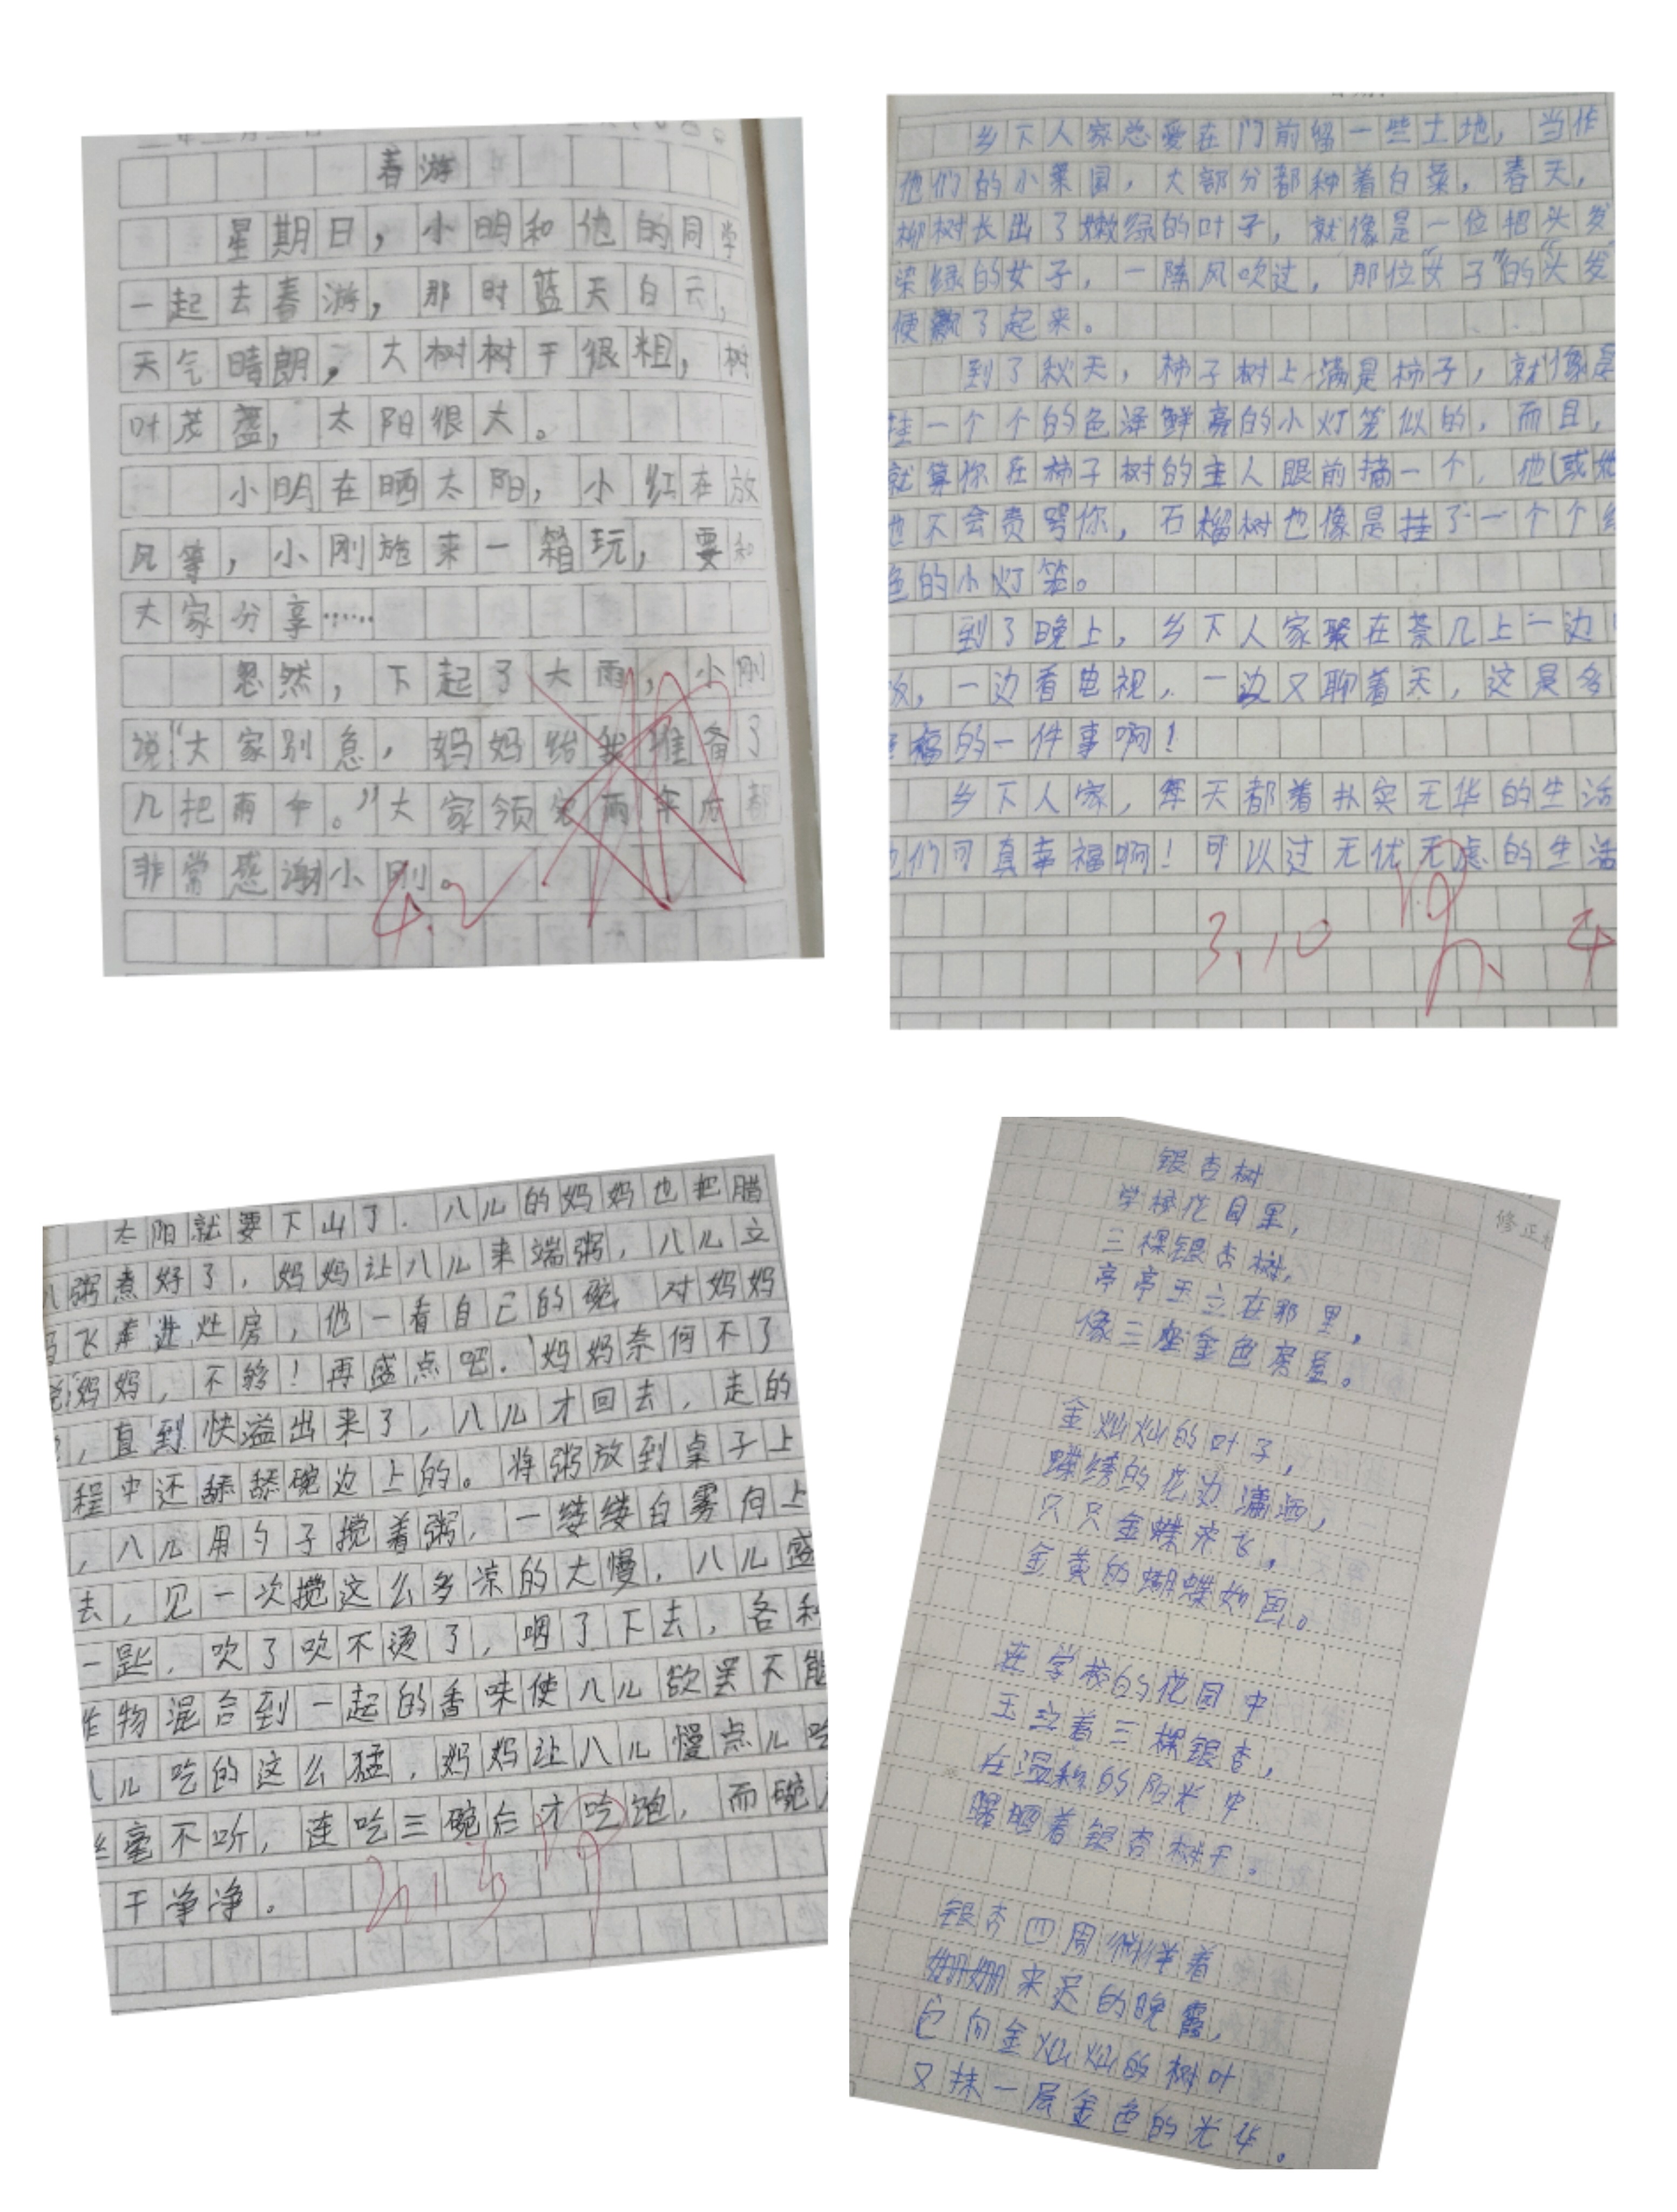 春游
星期日，小明和他的同学
一起去春游，那时蓝天白云，
天气晴朗，大树树干很粗，树
叶茂盛，太阳很大。
小明在晒太阳，小红在放
风筝，小刚拖来一箱玩，要和
大家分享……
忽然，下起了大雨，小刚
说“大家别急，妈妈给我准备了
几把雨伞。”大家领完雨伞后都
非常感谢小刚。
4.2
乡下人家总爱在门前留一些土地，当作
他们的小菜园，大部分都种着白菜，春天，
柳树长出了嫩绿的叶子，就像是一位把头发
染绿的女子，一阵风吹过，那位“女子”的“头发”
便飘了起来。
到了秋天，柿子树上满是柿子，就像是
挂一个个的色泽鲜亮的小灯笼似的，而且，
就算你在柿子树的主人眼前摘一个，他(或她
也不会责骂你，石榴树也像是挂了一个个红
色的小灯笼。
到了晚上，乡下人家聚在茶几上一边
饭，一边看电视，一边又聊着天，这是多
幸福的一件事啊！
乡下人家，每天都着朴实无华的生活
他们可真幸福啊！可以过无忧无虑的生活
3.10
太阳就要下山了．八儿的妈妈也把腊
八粥煮好了，妈妈让八儿来端粥，八儿立
马飞奔进灶房，他一看自己的碗 对妈妈
说：妈妈，不够！再盛点吧．”妈妈奈何不了
，直到快溢出来了，八儿才回去，走的
程中还舔舔碗边上的。将粥放到桌子上
，八儿用勺子搅着粥，一缕缕白雾向上
去，见一次搅这么多凉的太慢，八儿盛
一匙，吹了吹不烫了，咽了下去，各种
作物混合到一起的香味使八儿欲罢不能
八儿吃的这么猛，妈妈让八儿慢点儿吃
丝毫不听，连吃三碗后才吃饱，而碗
干净净。
修正
银杏树
学校花园里，
三棵银杏树，
亭亭玉立在那里，
像三座金色房屋。
金灿灿的叶子，
蝶绣的花边潇洒，
只只金蝶齐飞，
金黄的蝴蝶如画。
在学校的花园中
玉立着三棵银杏，
在温和的阳光中
曜晒着银杏树干。
银杏四周徜徉着
姗姗来迟的晚霞，
它向金灿灿的树叶
又抹一层金色的光华。